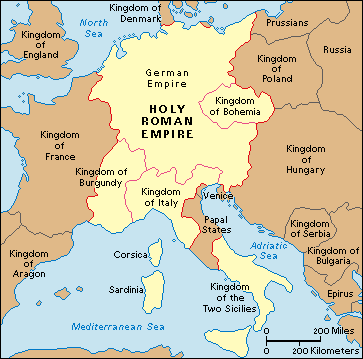 Kingdom of
Denmark
North
Sea
Prussians
Kingdom
of
England
Russia
German
Empire
Kingdom
of
Poland
HOLY
ROMAN
EMPIRE
Kingdom
of Bohemia
Kingdom
of
France
Kingdom
of
Hungary
Kingdom of
Burgundy
Kingdom
of Italy
Venice
Papal
States
Kingdom
of Serbia
Corsica
Adriatic
Sea
Kingdom
of
Aragon
Kingdom of
Bulgaria
Sardinia
Kingdom
of the
Two Sicilies
Epirus
Mediterranean Sea
0 200 Miles
0 200 Kilometers